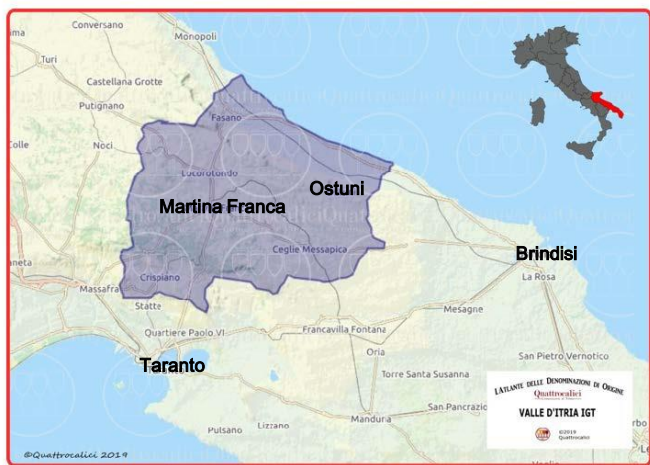 Conversano
Monopoli
Turi
Castellana Grotte
Putignano
Fasano
Noci
Locorotondo
Ostuni
Martina Franca
Ceglie Messapica
Brindisi
La Rosa
Crispiano
Massafra
Statte
Mesagne
Quartiere Paolo VI
Francavilla Fontana
Oria
San Pietro Vernotico
Taranto
Torre Santa Susanna
L'ATLANTE DELLE DENOMINAZIONI DI ORIGINE
Quattrocalici
VALLE D'ITRIA IGT
©2019
Quattrocalici
San Pancrazio
Manduria
Lizzano
Pulsano
©Quattrocalici 2019